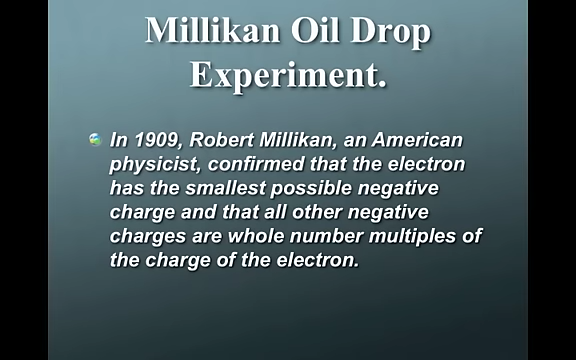 Millikan Oil Drop
Experiment.
In 1909, Robert Millikan, an American
physicist, confirmed that the electron
has the smallest possible negative
charge and that all other negative
charges are whole number multiples of
the charge of the electron.